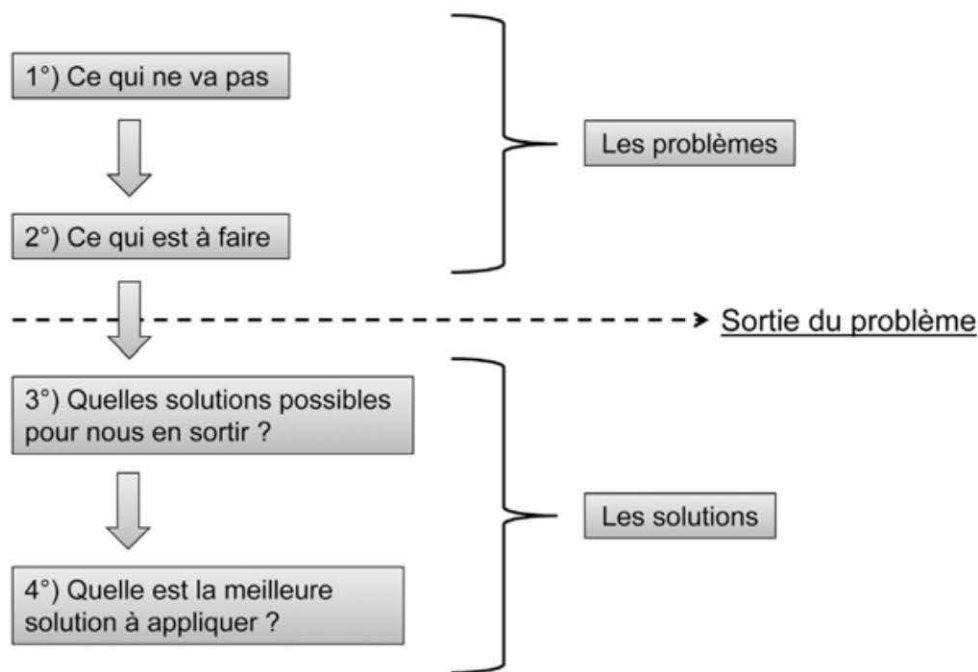 1°) Ce qui ne va pas
Les problèmes
2°) Ce qui est à faire
Sortie du problème
3°) Quelles solutions possibles
pour nous en sortir ?
Les solutions
4°) Quelle est la meilleure
solution à appliquer ?